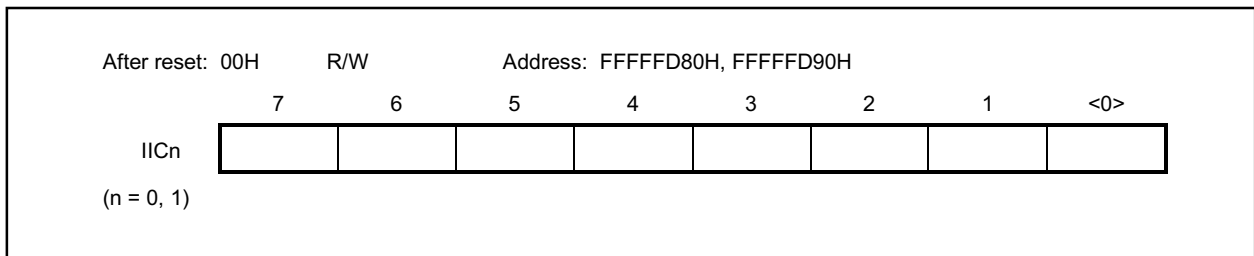 After reset: 00H R/W Address: FFFFFD80H, FFFFFD90H
7 6 5 4 3 2 1 <0>
IICn
(n = 0, 1)